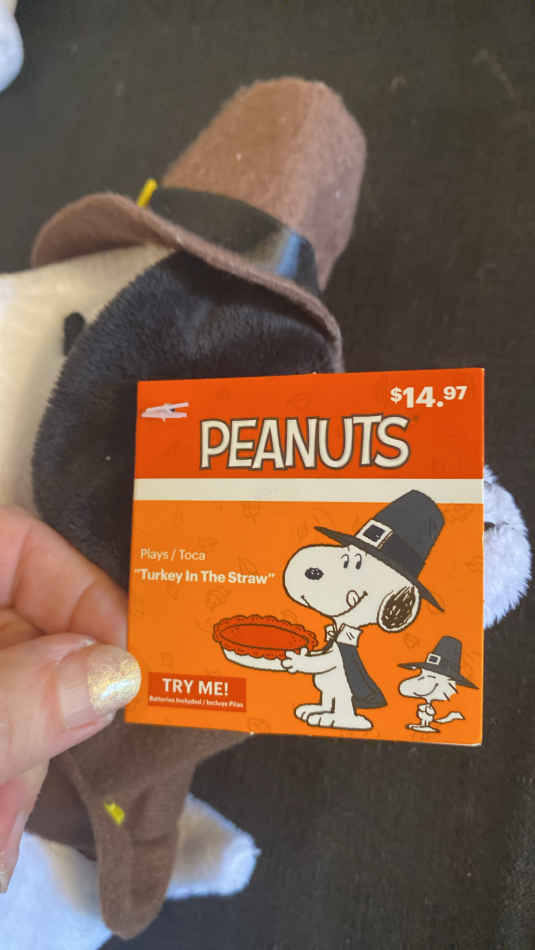 $14.97
PEANUTS
Plays / Toca
"Turkey In The Straw"
TRY ME!
Batteries Included / Incluye Pilas